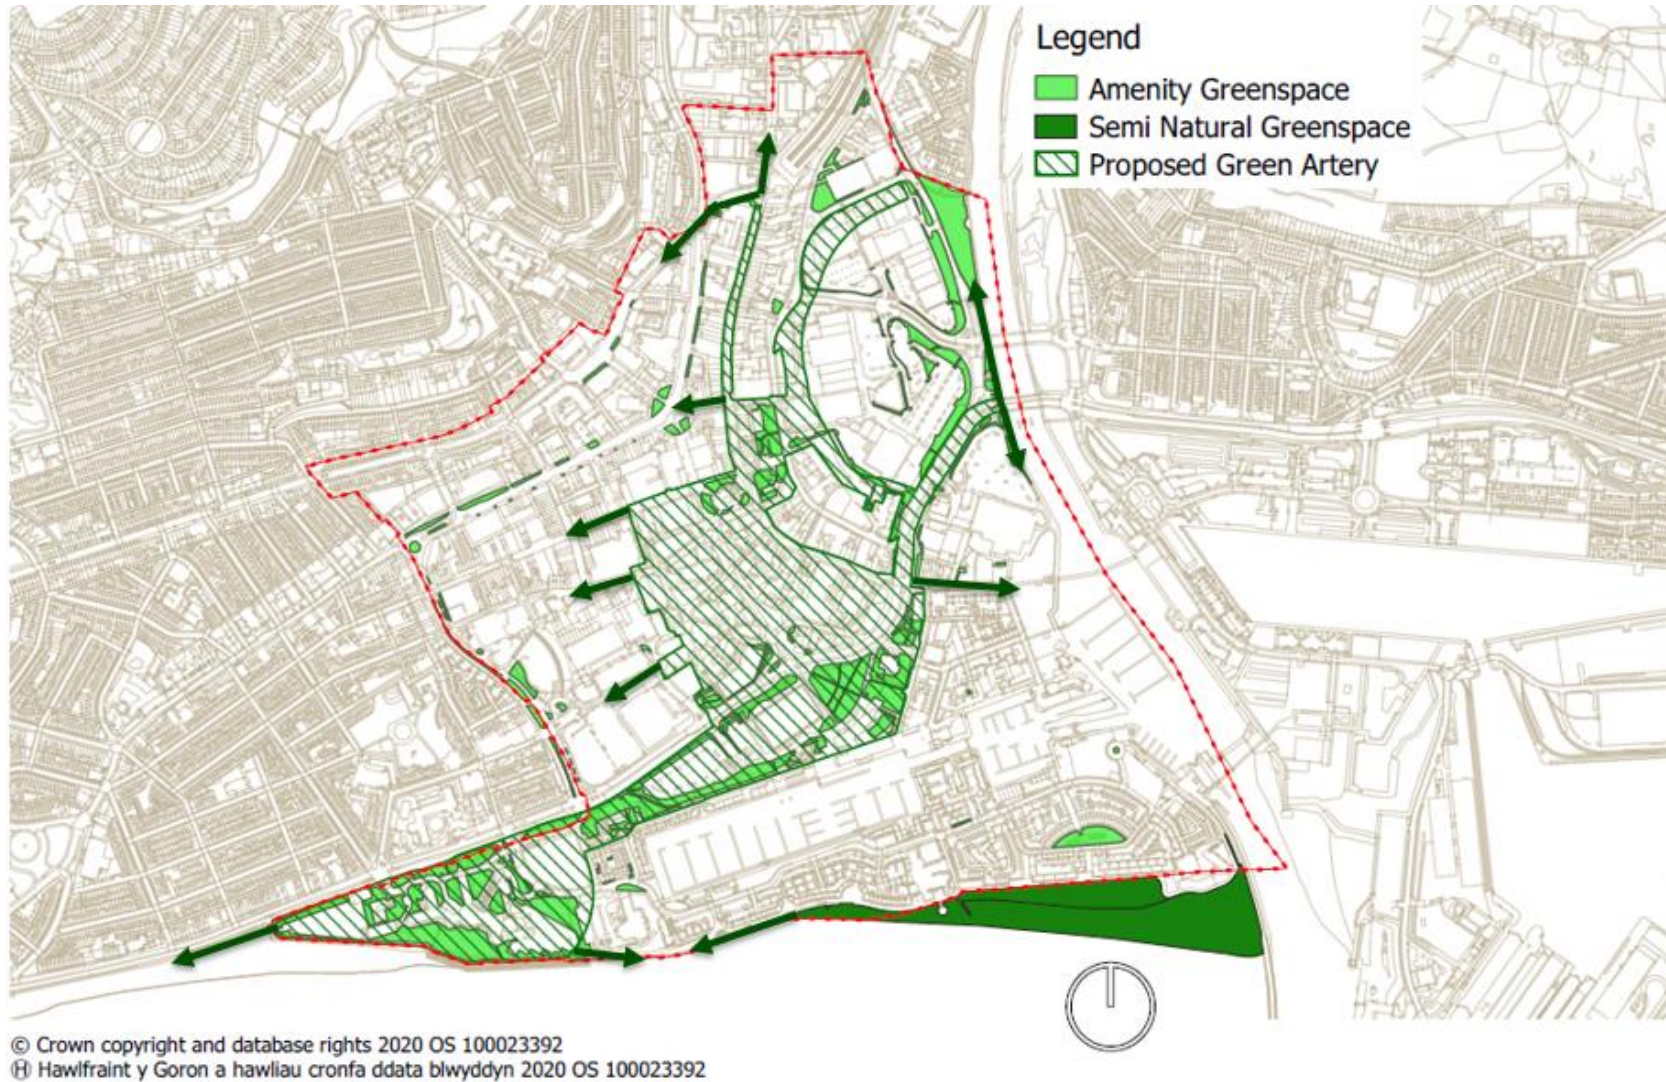 Legend
Amenity Greenspace
Semi Natural Greenspace
Proposed Green Artery
© Crown copyright and database rights 2020 OS 100023392
Ⓗ Hawlfraint y Goron a hawliau cronfa ddata blwyddyn 2020 OS 100023392